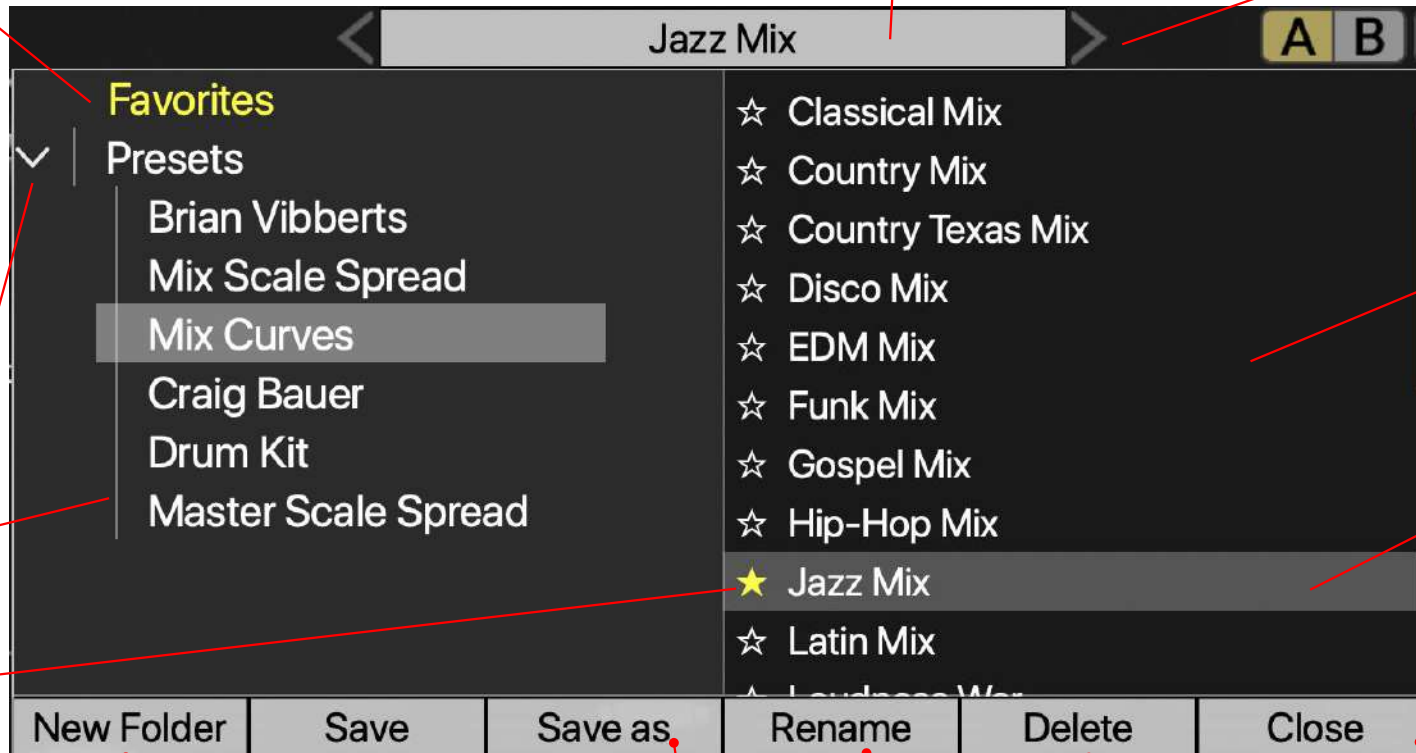 Jazz Mix
A B
Favorites
Presets
Brian Vibberts
Mix Scale Spread
Mix Curves
Craig Bauer
Drum Kit
Master Scale Spread
Classical Mix
Country Mix
Country Texas Mix
Disco Mix
EDM Mix
Funk Mix
Gospel Mix
Hip-Hop Mix
Jazz Mix
Latin Mix
Loudness War
New Folder Save Save as Rename Delete Close